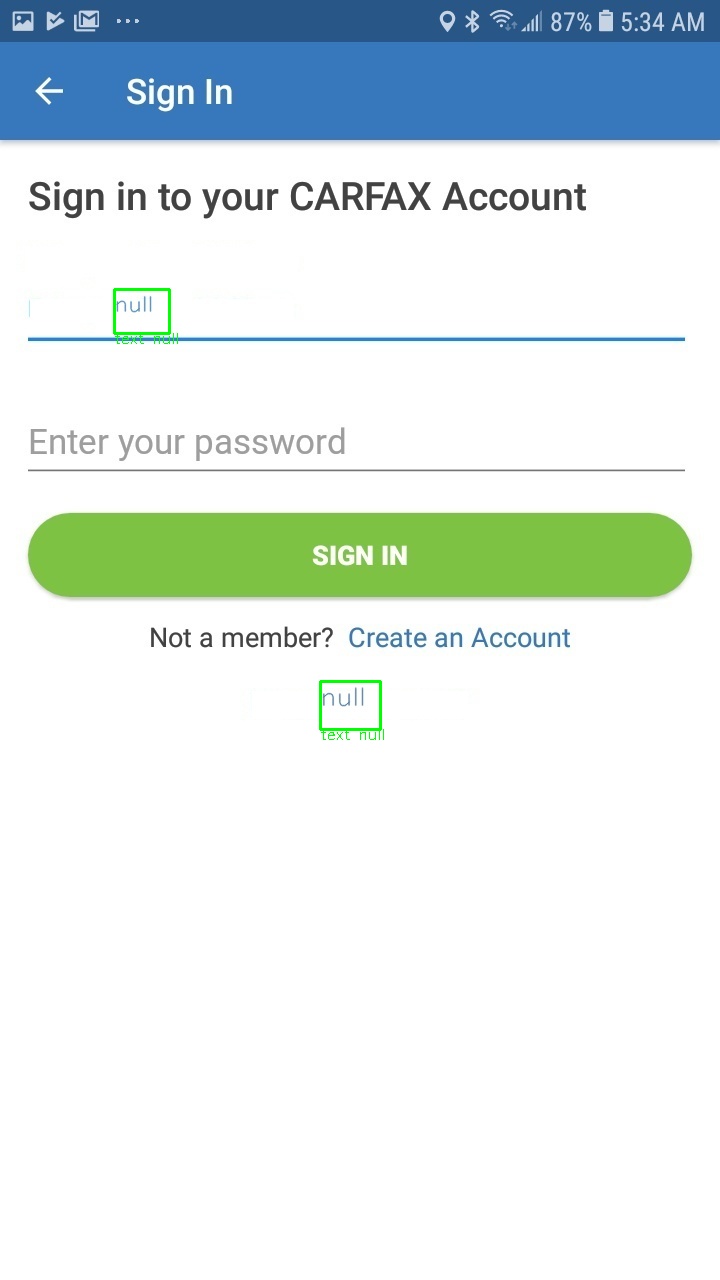 87% 5:34 AM
Sign In
Sign in to your CARFAX Account
null
text null
Enter your password
SIGN IN
Not a member? Create an Account
null
text null